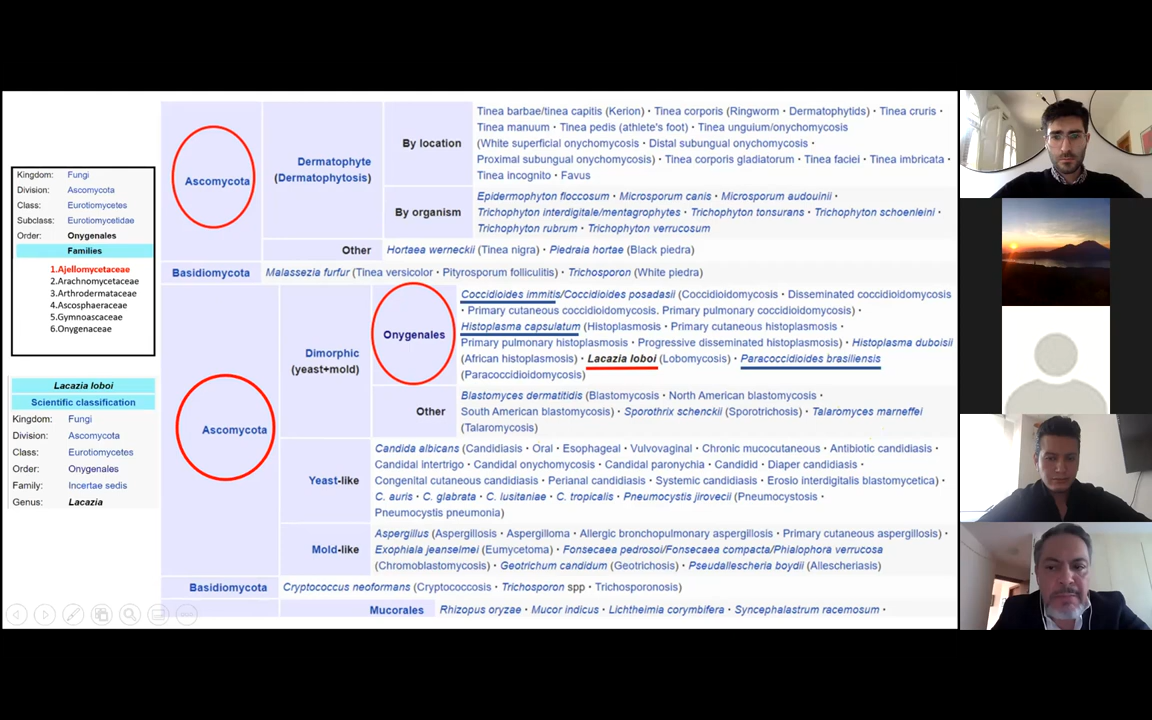 Kingdom: Fungi
Division: Ascomycota
Class: Eurotiomycetes
Subclass: Eurotiomycetidae
Order: Onygenales
Families
1.Ajellomycetaceae
2.Arachnomycetaceae
3.Arthrodermataceae
4.Ascosphaeraceae
5.Gymnoascaceae
6.Onygenaceae
Lacazia loboi
Scientific classification
Kingdom: Fungi
Division: Ascomycota
Class: Eurotiomycetes
Order: Onygenales
Family: Incertae sedis
Genus: Lacazia
Ascomycota
Dermatophyte
(Dermatophytosis)
By location
Tinea barbae/tinea capitis (Kerion) · Tinea corporis (Ringworm · Dermatophytids) · Tinea cruris ·
Tinea manuum · Tinea pedis (athlete's foot) · Tinea unguium/onychomycosis
(White superficial onychomycosis · Distal subungual onychomycosis ·
Proximal subungual onychomycosis) · Tinea corporis gladiatorum · Tinea faciei · Tinea imbricata ·
Tinea incognito · Favus
By organism
Epidermophyton floccosum · Microsporum canis · Microsporum audouinii ·
Trichophyton interdigitale/mentagrophytes · Trichophyton tonsurans · Trichophyton schoenleini ·
Trichophyton rubrum · Trichophyton verrucosum
Other
Hortaea werneckii (Tinea nigra) · Piedraia hortae (Black piedra)
Basidiomycota
Malassezia furfur (Tinea versicolor · Pityrosporum folliculitis) · Trichosporon (White piedra)
Ascomycota
Dimorphic
(yeast+mold)
Onygenales
Coccidioides immitis/Coccidioides posadasii (Coccidioidomycosis · Disseminated coccidioidomycosis
· Primary cutaneous coccidioidomycosis. Primary pulmonary coccidioidomycosis) ·
Histoplasma capsulatum (Histoplasmosis · Primary cutaneous histoplasmosis ·
Primary pulmonary histoplasmosis · Progressive disseminated histoplasmosis) · Histoplasma duboisii
(African histoplasmosis) · Lacazia loboi (Lobomycosis) · Paracoccidioides brasiliensis
(Paracoccidioidomycosis)
Other
Blastomyces dermatitidis (Blastomycosis · North American blastomycosis ·
South American blastomycosis) · Sporothrix schenckii (Sporotrichosis) · Talaromyces marneffei
(Talaromycosis)
Yeast-like
Candida albicans (Candidiasis · Oral · Esophageal · Vulvovaginal · Chronic mucocutaneous · Antibiotic candidiasis ·
Candidal intertrigo · Candidal onychomycosis · Candidal paronychia · Candidid · Diaper candidiasis ·
Congenital cutaneous candidiasis · Perianal candidiasis · Systemic candidiasis · Erosio interdigitalis blastomycetica) ·
C. auris · C. glabrata · C. lusitaniae · C. tropicalis · Pneumocystis jirovecii (Pneumocystosis ·
Pneumocystis pneumonia)
Mold-like
Aspergillus (Aspergillosis · Aspergilloma · Allergic bronchopulmonary aspergillosis · Primary cutaneous aspergillosis) ·
Exophiala jeanselmei (Eumycetoma) · Fonsecaea pedrosoi/Fonsecaea compacta/Phialophora verrucosa
(Chromoblastomycosis) · Geotrichum candidum (Geotrichosis) · Pseudallescheria boydii (Allescheriasis)
Basidiomycota
Cryptococcus neoformans (Cryptococcosis · Trichosporon spp · Trichosporonosis)
Mucorales
Rhizopus oryzae · Mucor indicus · Lichtheimia corymbifera · Syncephalastrum racemosum ·